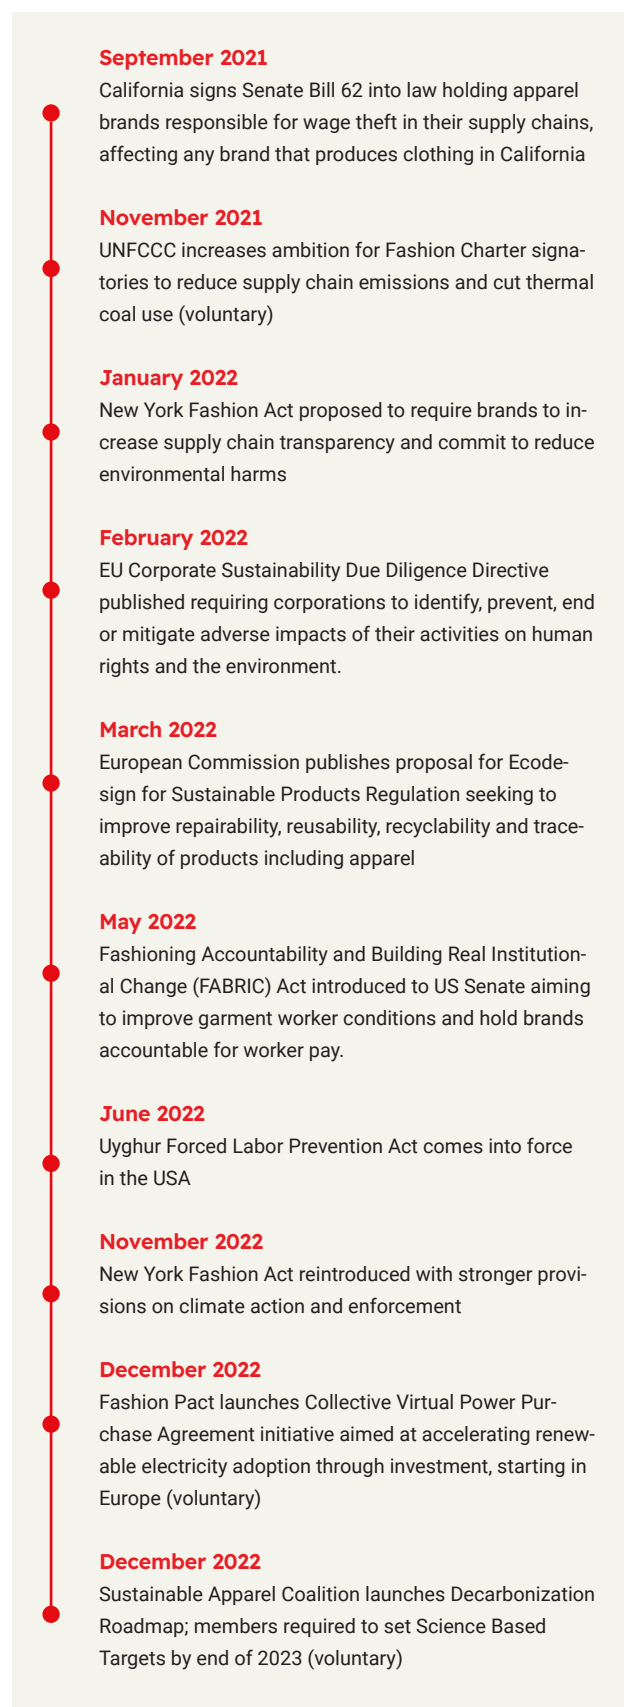 September 2021
California signs Senate Bill 62 into law holding apparel
brands responsible for wage theft in their supply chains,
affecting any brand that produces clothing in California
November 2021
UNFCCC increases ambition for Fashion Charter signa-
tories to reduce supply chain emissions and cut thermal
coal use (voluntary)
January 2022
New York Fashion Act proposed to require brands to in-
crease supply chain transparency and commit to reduce
environmental harms
February 2022
EU Corporate Sustainability Due Diligence Directive
published requiring corporations to identify, prevent, end
or mitigate adverse impacts of their activities on human
rights and the environment.
March 2022
European Commission publishes proposal for Ecode-
sign for Sustainable Products Regulation seeking to
improve repairability, reusability, recyclability and trace-
ability of products including apparel
May 2022
Fashioning Accountability and Building Real Institution-
al Change (FABRIC) Act introduced to US Senate aiming
to improve garment worker conditions and hold brands
accountable for worker pay.
June 2022
Uyghur Forced Labor Prevention Act comes into force
in the USA
November 2022
New York Fashion Act reintroduced with stronger provi-
sions on climate action and enforcement
December 2022
Fashion Pact launches Collective Virtual Power Pur-
chase Agreement initiative aimed at accelerating renew-
able electricity adoption through investment, starting in
Europe (voluntary)
December 2022
Sustainable Apparel Coalition launches Decarbonization
Roadmap; members required to set Science Based
Targets by end of 2023 (voluntary)